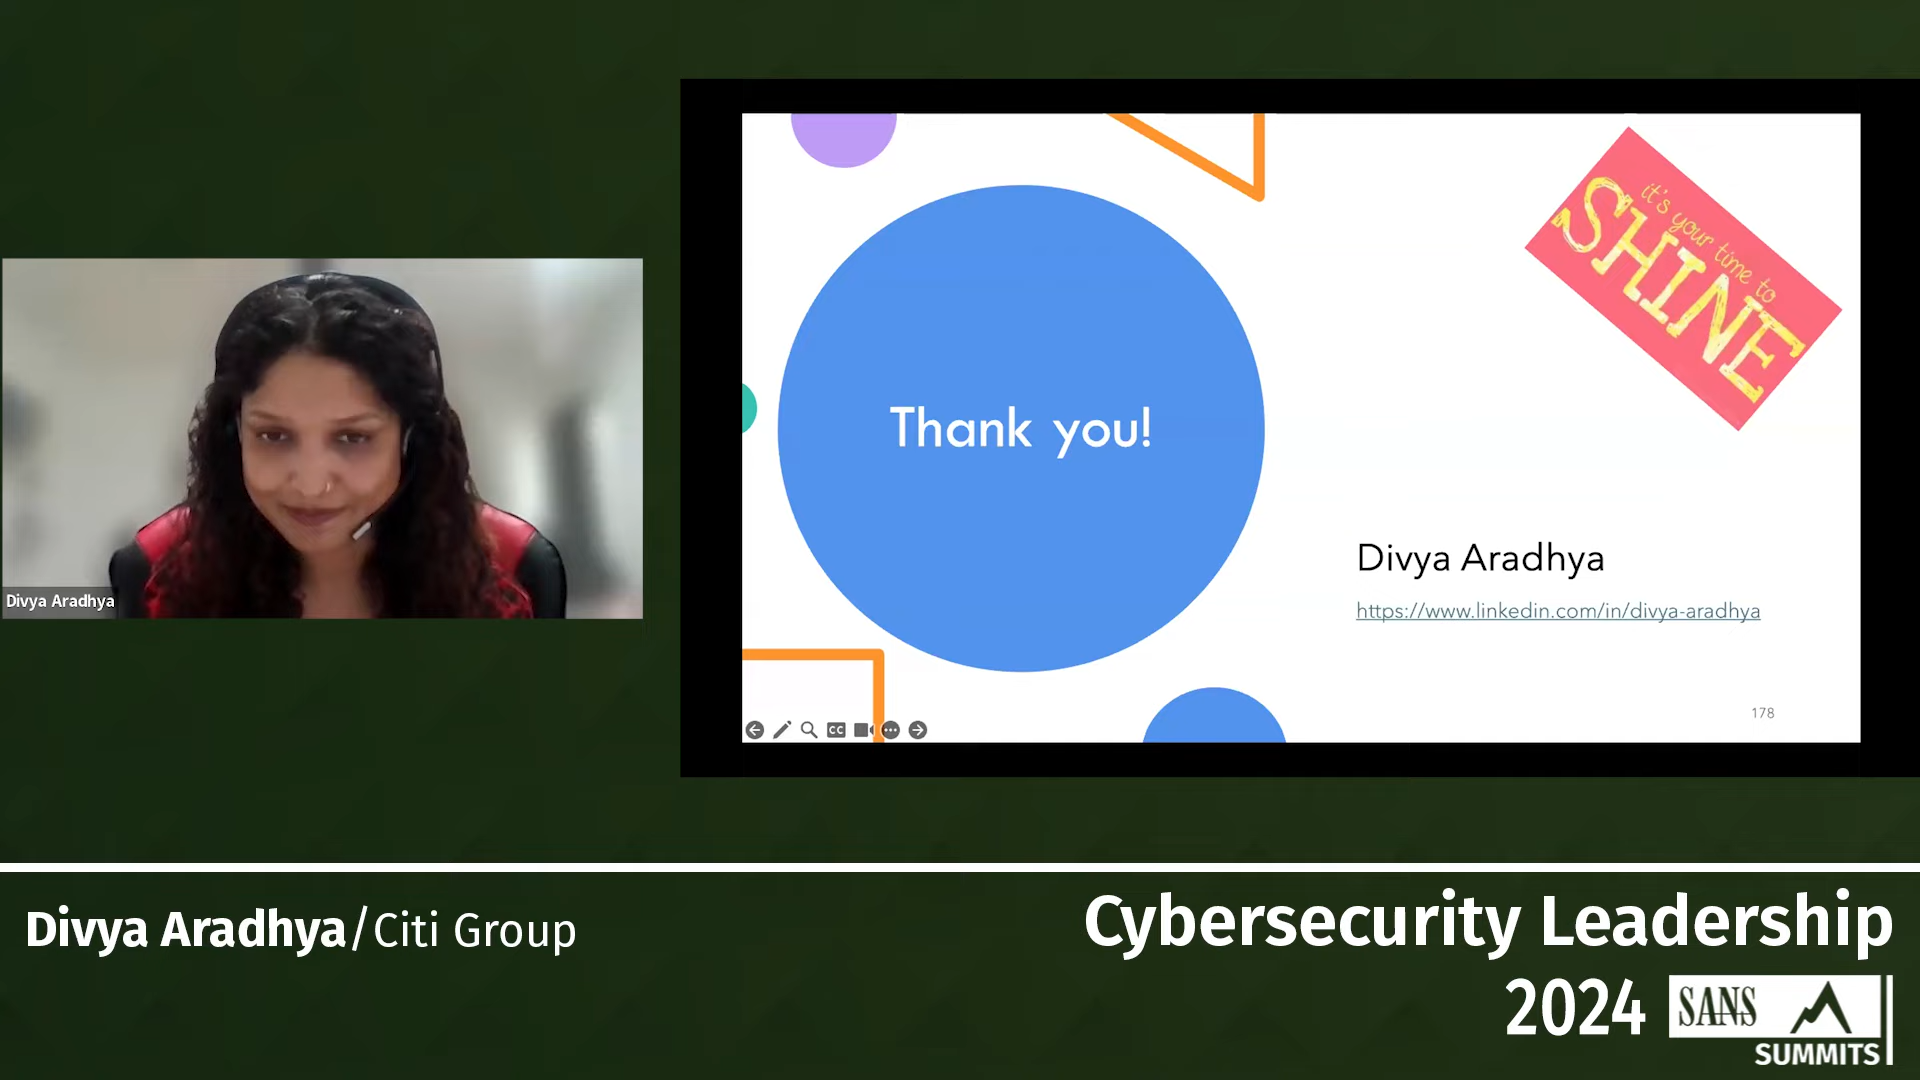 it's your time to
SHINE
Thank you!
Divya Aradhya
https://www.linkedin.com/in/divya-aradhya
178
CC
Divya Aradhya
Divya Aradhya/Citi Group
Cybersecurity Leadership
2024
SANS
SUMMITS